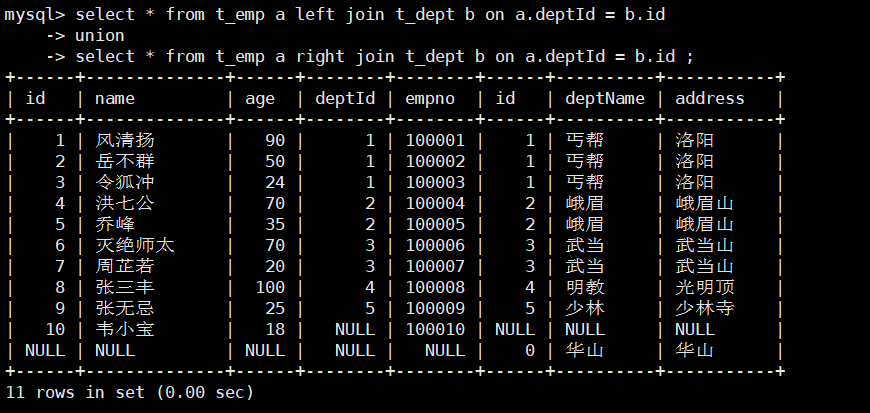 mysql> select * from t_emp a left join t_dept b on a.deptId = b.id
    -> union
    -> select * from t_emp a right join t_dept b on a.deptId = b.id ;
+------+--------------+------+--------+--------+------+----------+-----------+
| id   | name         | age  | deptId | empno  | id   | deptName | address   |
+------+--------------+------+--------+--------+------+----------+-----------+
|    1 | 风清扬       |   90 |      1 | 100001 |    1 | 丐帮     | 洛阳      |
|    2 | 岳不群       |   50 |      1 | 100002 |    1 | 丐帮     | 洛阳      |
|    3 | 令狐冲       |   24 |      1 | 100003 |    1 | 丐帮     | 洛阳      |
|    4 | 洪七公       |   70 |      2 | 100004 |    2 | 峨眉     | 峨眉山    |
|    5 | 乔峰         |   35 |      2 | 100005 |    2 | 峨眉     | 峨眉山    |
|    6 | 灭绝师太     |   70 |      3 | 100006 |    3 | 武当     | 武当山    |
|    7 | 周芷若       |   20 |      3 | 100007 |    3 | 武当     | 武当山    |
|    8 | 张三丰       |  100 |      4 | 100008 |    4 | 明教     | 光明顶    |
|    9 | 张无忌       |   25 |      5 | 100009 |    5 | 少林     | 少林寺    |
|   10 | 韦小宝       |   18 |   NULL | 100010 | NULL | NULL     | NULL      |
| NULL | NULL         | NULL |   NULL |   NULL |    0 | 华山     | 华山      |
+------+--------------+------+--------+--------+------+----------+-----------+
11 rows in set (0.00 sec)